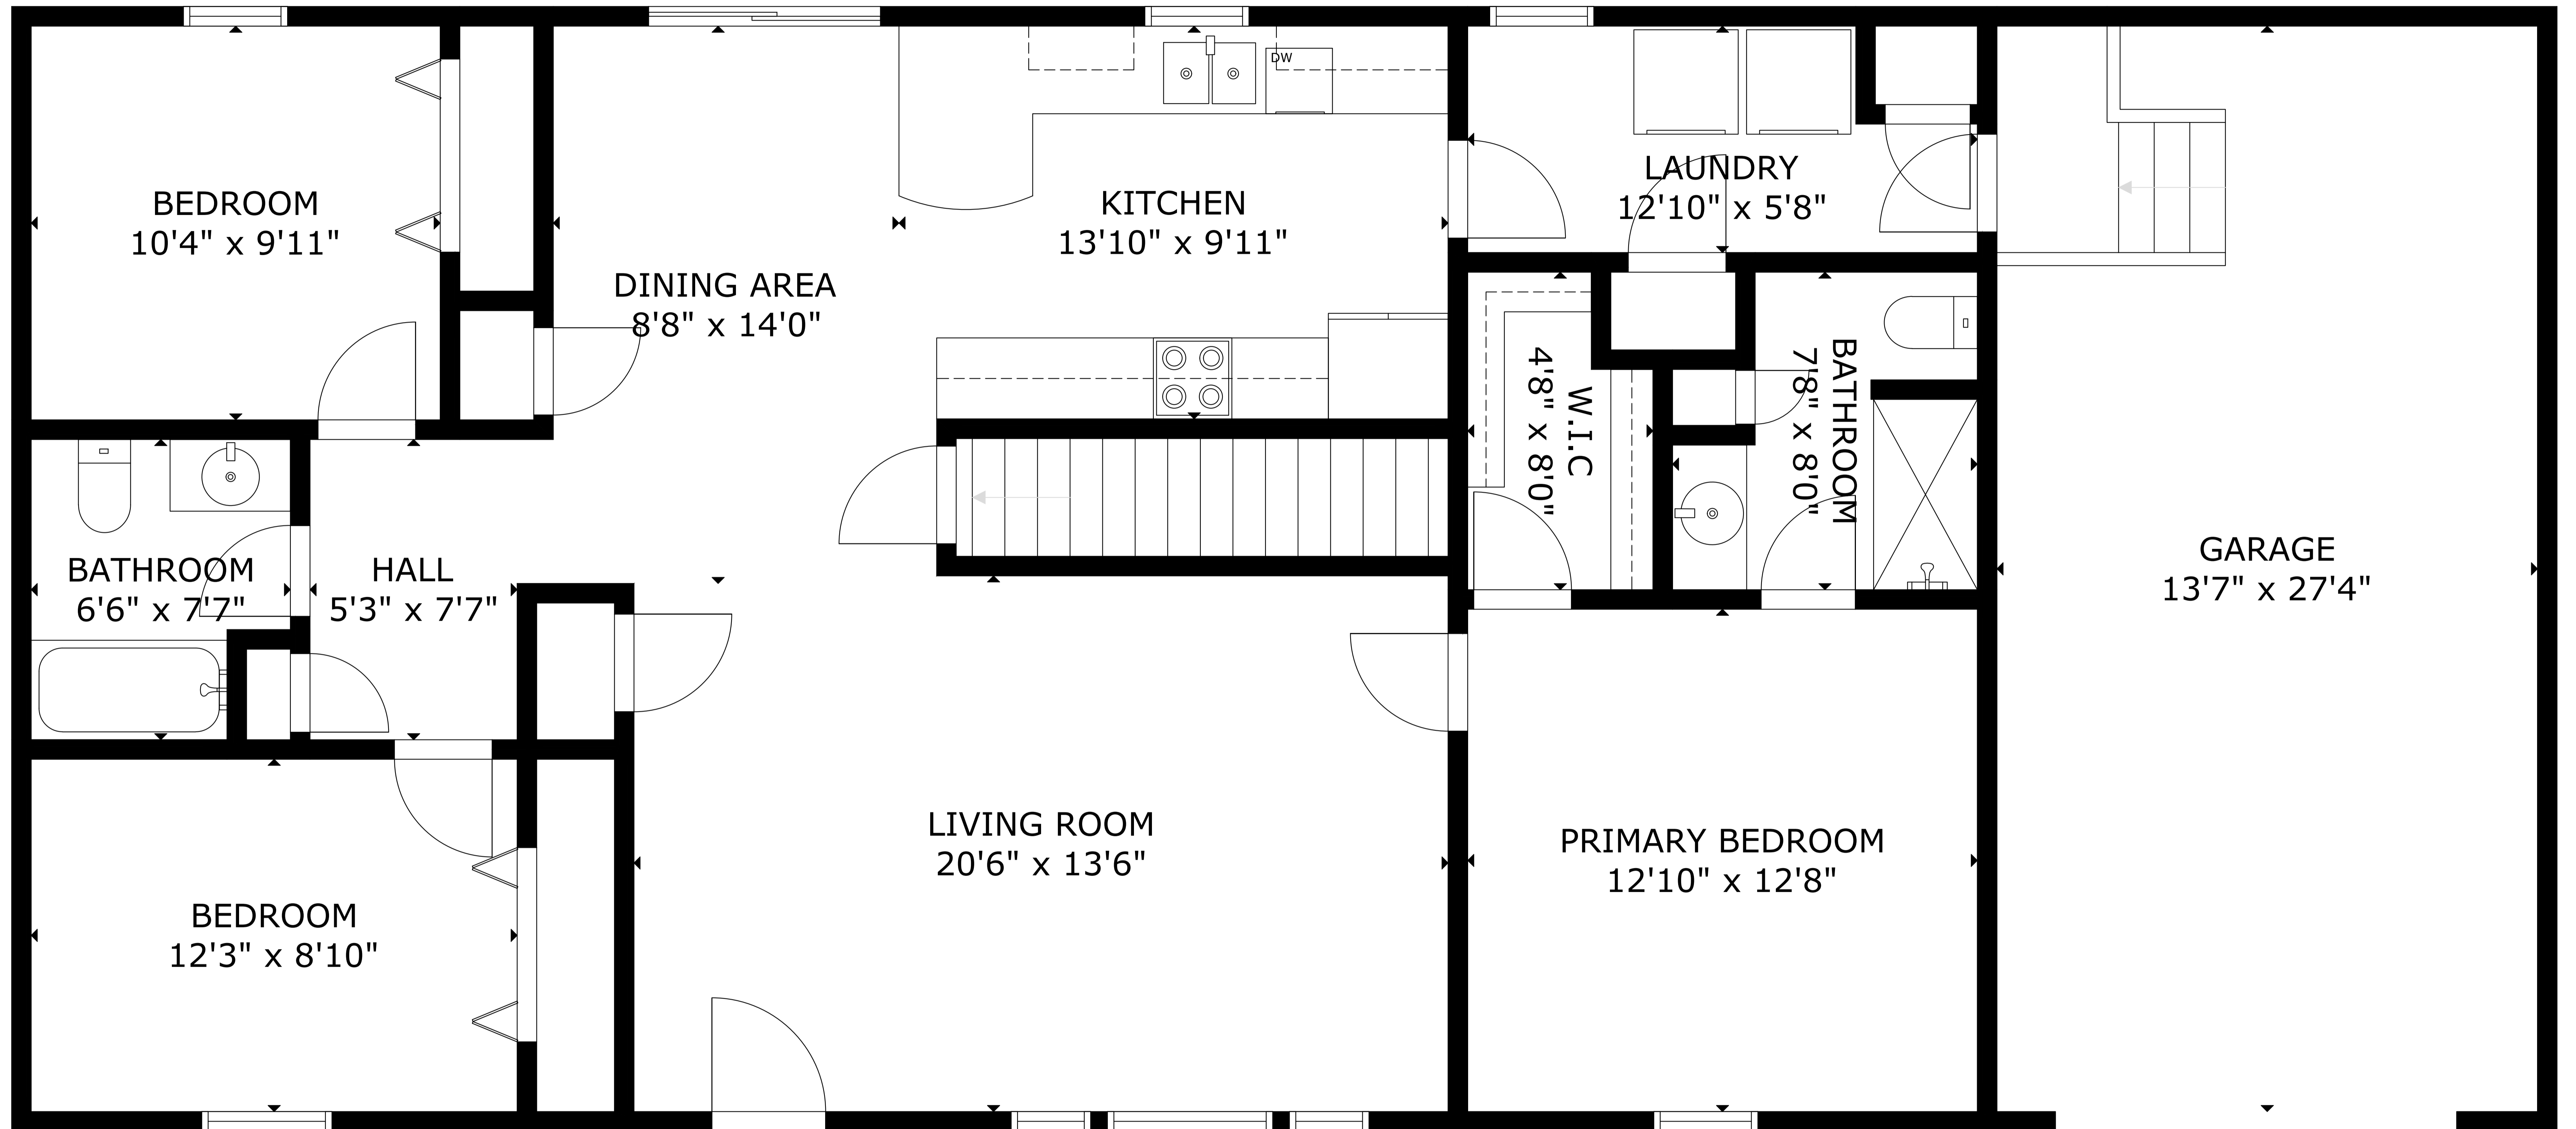 DW
BEDROOM
10'4" x 9'11"
KITCHEN
13'10" x 9'11"
LAUNDRY
12'10" x 5'8"
DINING AREA
8'8" x 14'0"
W.I.C
4'8" x 8'0"
BATHROOM
7'8" x 8'0"
BATHROOM
6'6" x 7'7"
HALL
5'3" x 7'7"
GARAGE
13'7" x 27'4"
LIVING ROOM
20'6" x 13'6"
PRIMARY BEDROOM
12'10" x 12'8"
BEDROOM
12'3" x 8'10"